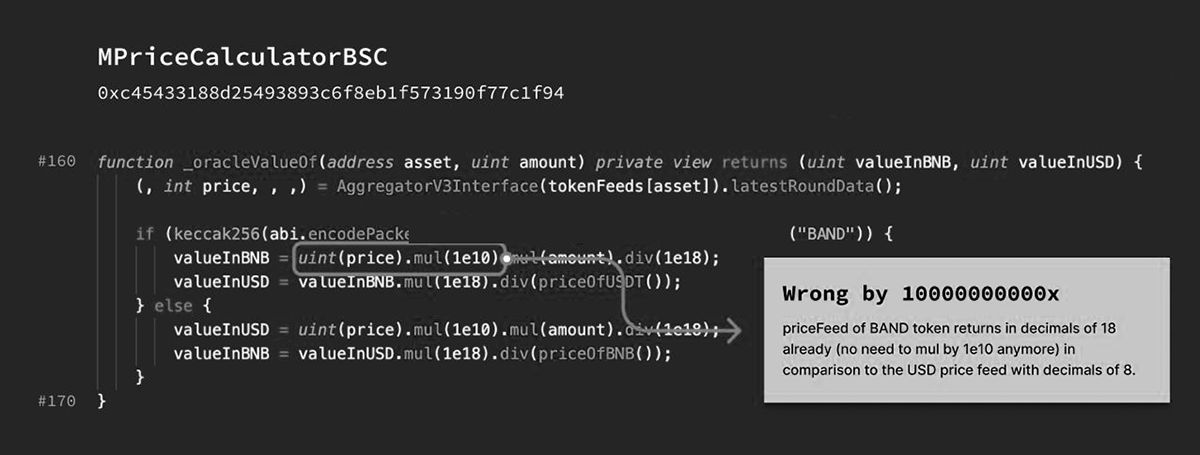 MPriceCalculatorBSC
0xc45433188d25493893c6f8eb1f573190f77c1f94
#160 function _oracleValueOf(address asset, uint amount) private view returns (uint valueInBNB, uint valueInUSD) {
(, int price, , ,) = AggregatorV3Interface(tokenFeeds[asset]).latestRoundData();
if (keccak256(abi.encodePacke ("BAND")) {
valueInBNB = uint(price).mul(1e10).mul(amount).div(1e18);
valueInUSD = valueInBNB.mul(1e18).div(priceOfUSDT());
} else {
valueInUSD = uint(price).mul(1e10).mul(amount).div(1e18);
valueInBNB = valueInUSD.mul(1e18).div(priceOfBNB());
}
#170 }
Wrong by 10000000000x
priceFeed of BAND token returns in decimals of 18
already (no need to mul by 1e10 anymore) in
comparison to the USD price feed with decimals of 8.